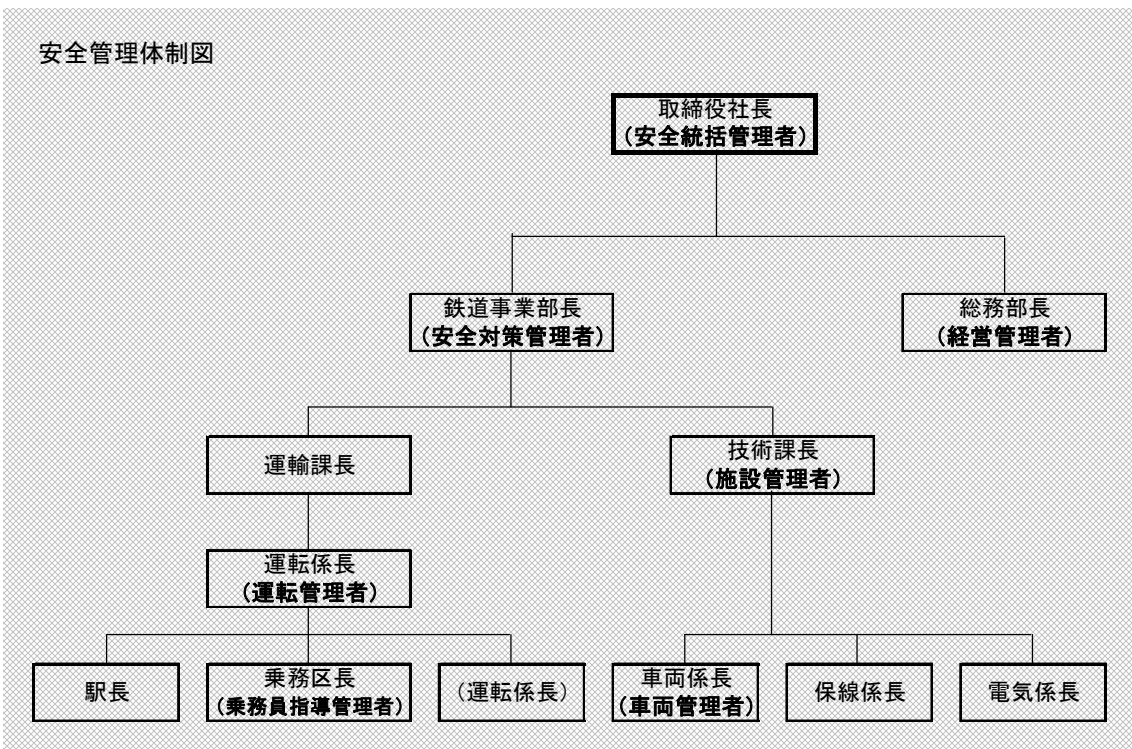 安全管理体制図
取締役社長
（安全統括管理者）
鉄道事業部長
（安全対策管理者）
総務部長
（経営管理者）
運輸課長
技術課長
（施設管理者）
運転係長
（運転管理者）
駅長
乗務区長
（乗務員指導管理者）
（運転係長）
車両係長
（車両管理者）
保線係長
電気係長